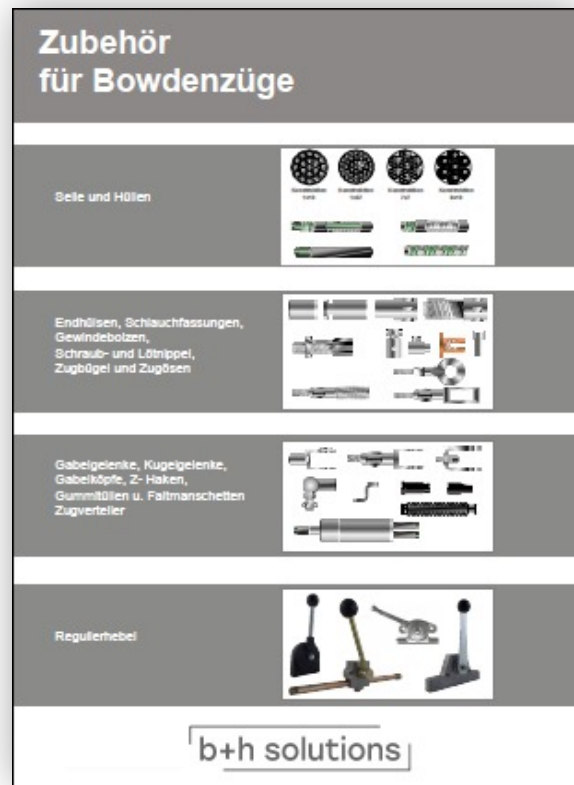 Zubehör
für Bowdenzüge
Seile und Hüllen
Endhülsen, Schlauchfassungen,
Gewindebolzen,
Schraub- und Lötnippel,
Zugbügel und Zugösen
Gabelgelenke, Kugelgelenke,
Gabelköpfe, Z- Haken,
Gummitüllen u. Faltmanschetten
Zugverteiler
Regulierhebel
b+h solutions